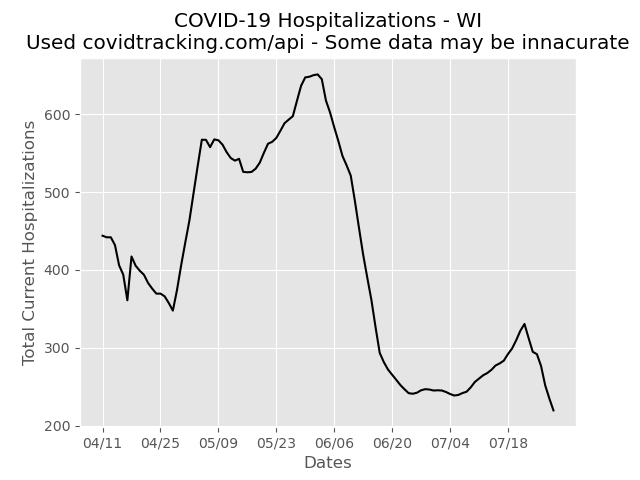 COVID-19 Hospitalizations - WI
Used covidtracking.com/api - Some data may be innacurate
Total Current Hospitalizations
600
500
400
300
200
04/11 04/25 05/09 05/23 06/06 06/20 07/04 07/18
Dates